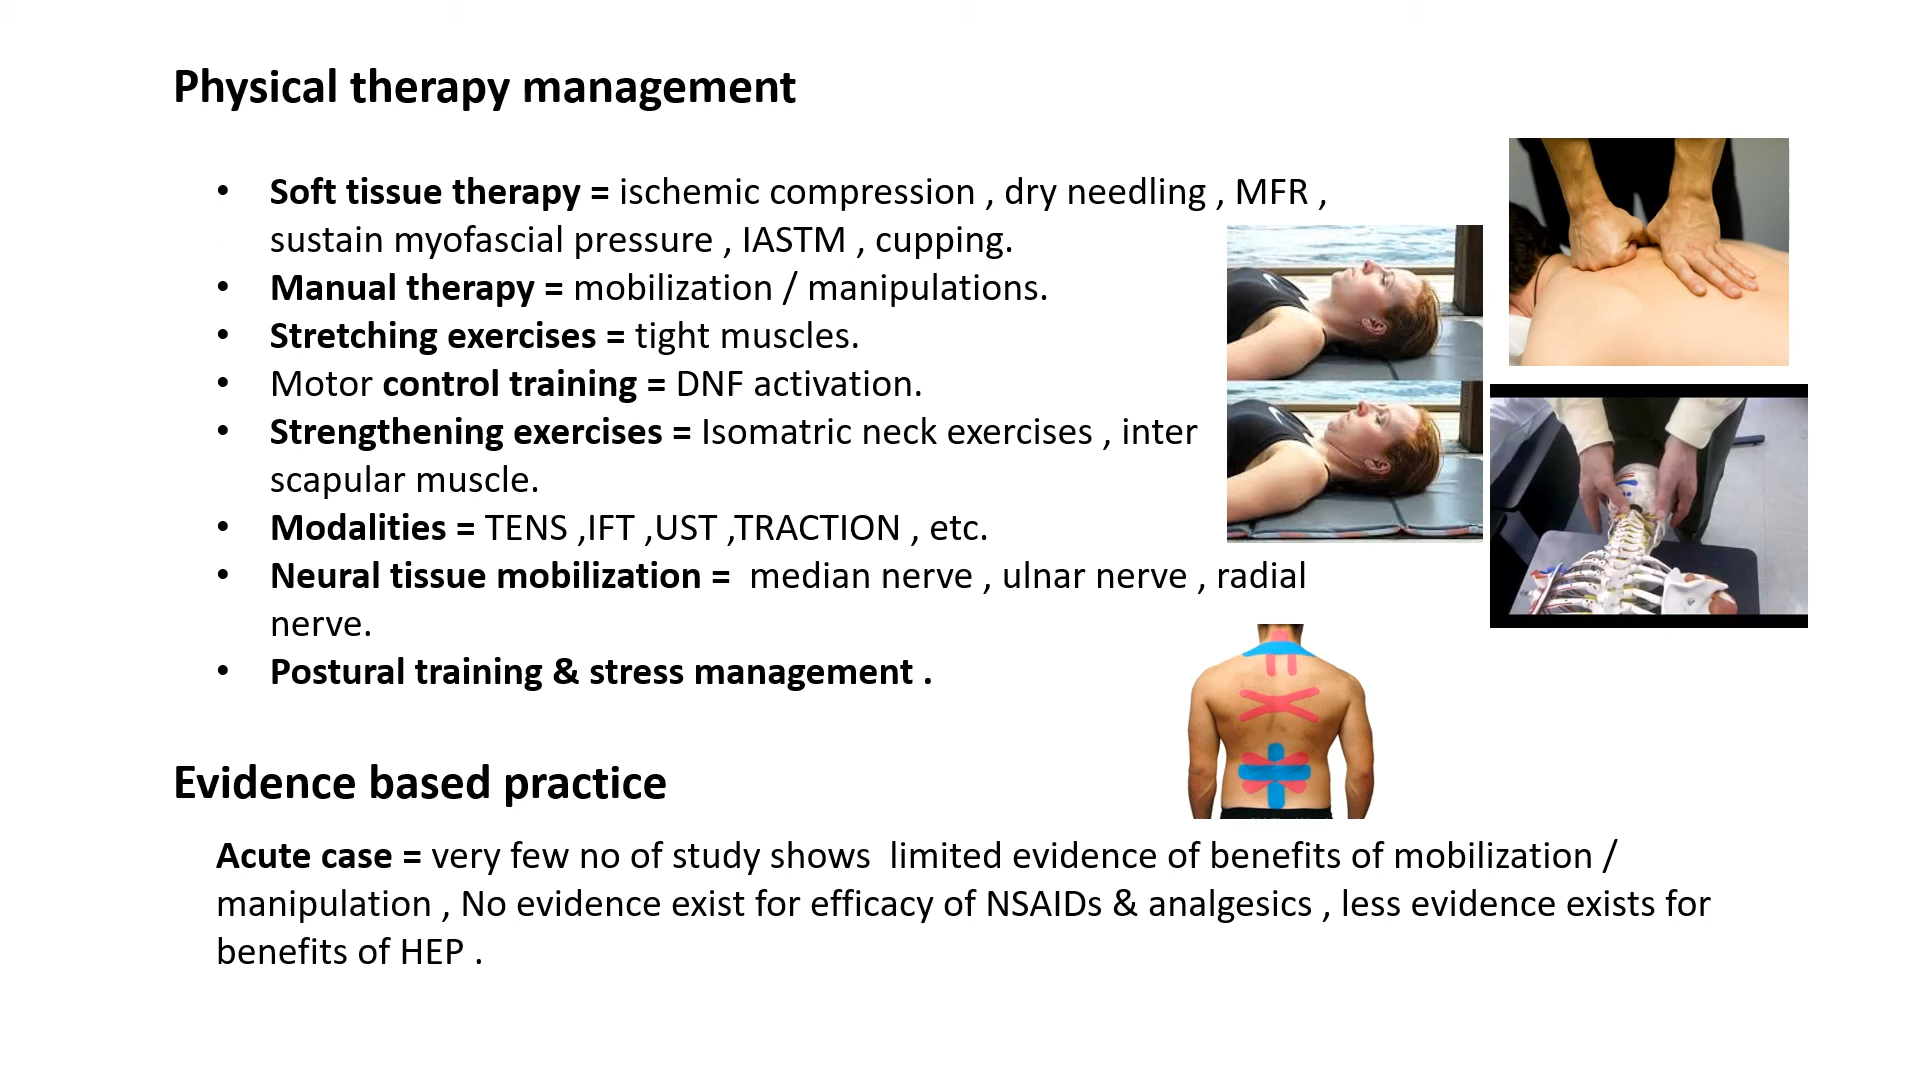 Physical therapy management
• Soft tissue therapy = ischemic compression , dry needling , MFR ,
sustain myofascial pressure , IASTM , cupping.
• Manual therapy = mobilization / manipulations.
• Stretching exercises = tight muscles.
• Motor control training = DNF activation.
• Strengthening exercises = Isomatric neck exercises , inter
scapular muscle.
• Modalities = TENS ,IFT ,UST ,TRACTION , etc.
• Neural tissue mobilization =  median nerve , ulnar nerve , radial
nerve.
• Postural training & stress management .
Evidence based practice
Acute case = very few no of study shows  limited evidence of benefits of mobilization /
manipulation , No evidence exist for efficacy of NSAIDs & analgesics , less evidence exists for
benefits of HEP .